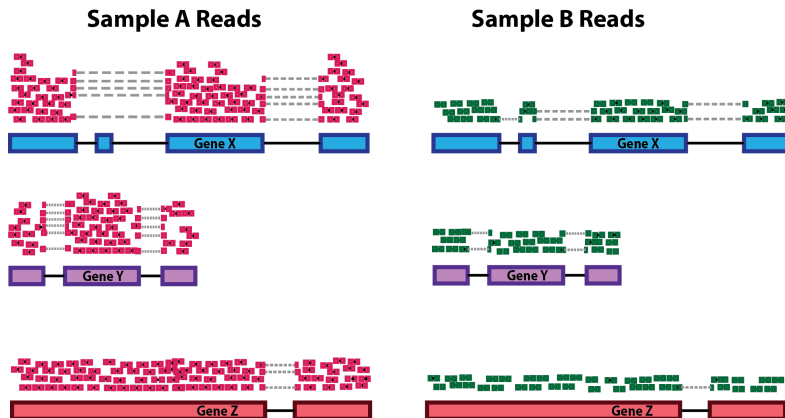 Sample A Reads
Sample B Reads
Gene X
Gene X
Gene Y
Gene Y
Gene Z
Gene Z